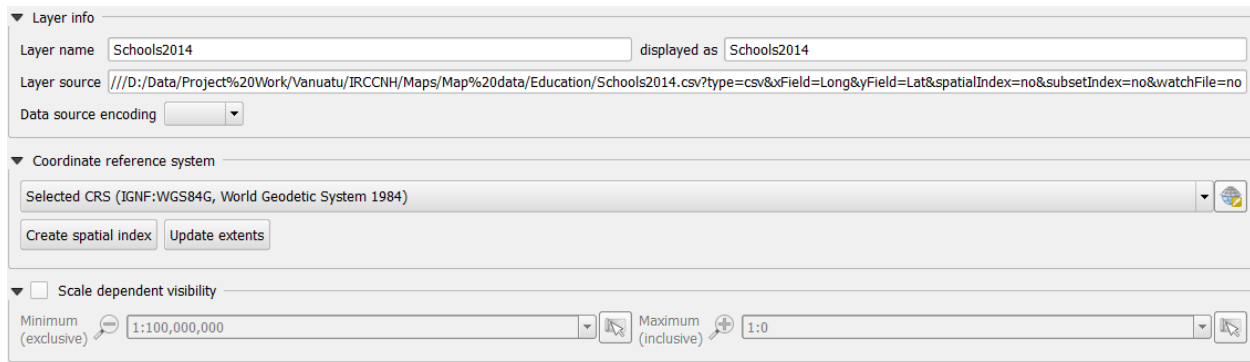 Layer info
Layer name Schools2014 displayed as Schools2014
Layer source ///D:/Data/Project%20Work/Vanuatu/IRCCNH/Maps/Map%20data/Education/Schools2014.csv?type=csv&xField=Long&yField=Lat&spatialIndex=no&subsetIndex=no&watchFile=no
Data source encoding
Coordinate reference system
Selected CRS (IGNF:WGS84G, World Geodetic System 1984)
Create spatial index Update extents
Scale dependent visibility
Minimum (exclusive) 1:100,000,000 Maximum (inclusive) 1:0